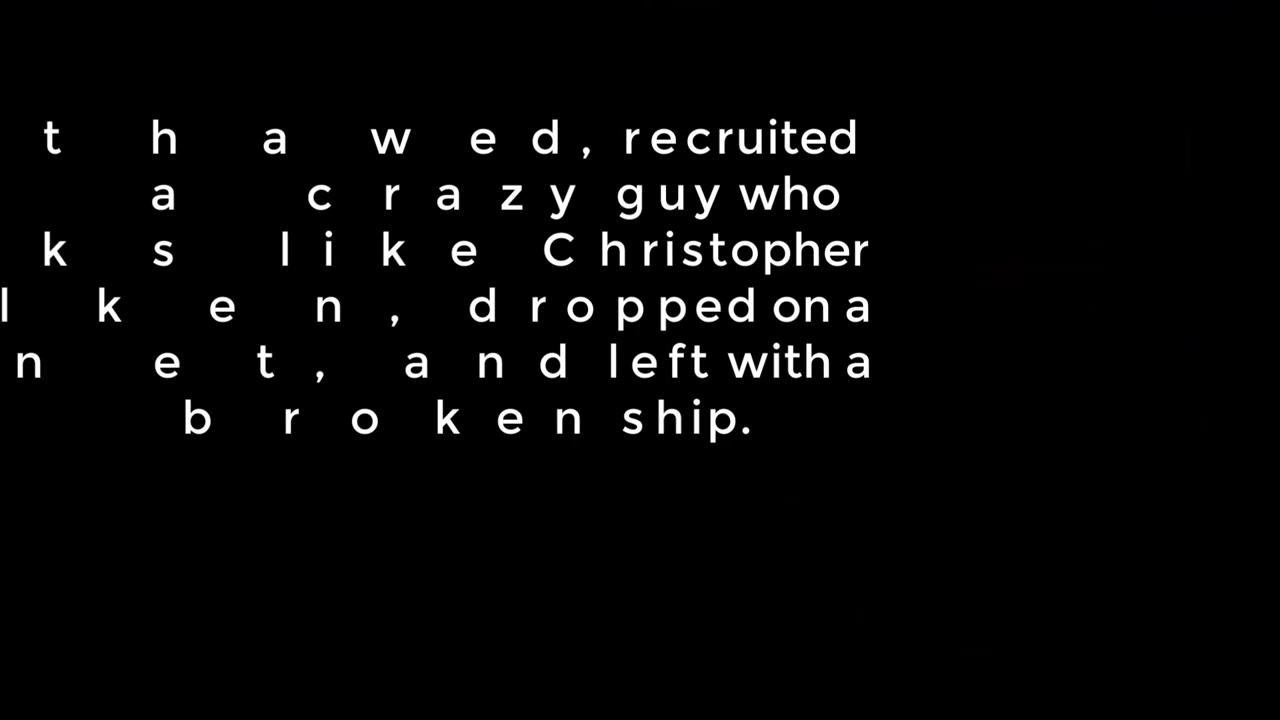 thawed, recruited
a crazy guy who
ks like Christopher
lken, dropped on a
net, and left with a
broken ship.